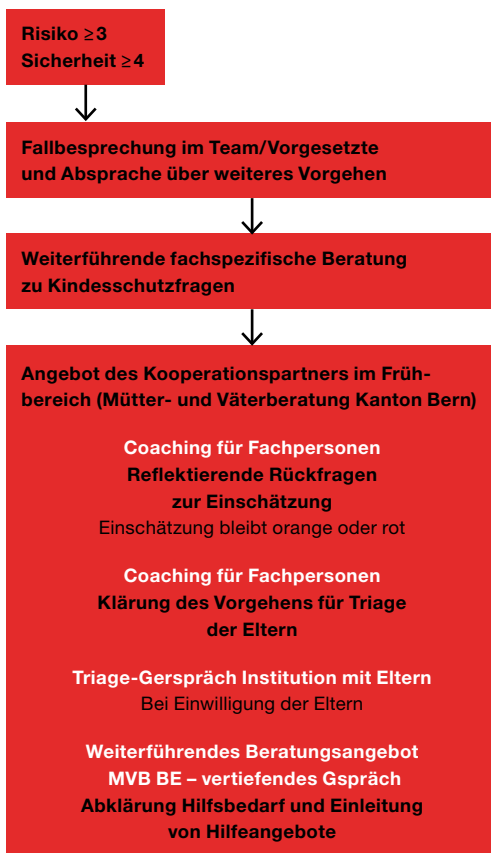 Risiko ≥3
Sicherheit ≥4
Fallbesprechung im Team/Vorgesetzte
und Absprache über weiteres Vorgehen
Weiterführende fachspezifische Beratung
zu Kindesschutzfragen
Angebot des Kooperationspartners im Früh-
bereich (Mütter- und Väterberatung Kanton Bern)
Coaching für Fachpersonen
Reflektierende Rückfragen
zur Einschätzung
Einschätzung bleibt orange oder rot
Coaching für Fachpersonen
Klärung des Vorgehens für Triage
der Eltern
Triage-Gerspräch Institution mit Eltern
Bei Einwilligung der Eltern
Weiterführendes Beratungsangebot
MVB BE – vertiefendes Gspräch
Abklärung Hilfsbedarf und Einleitung
von Hilfeangebote